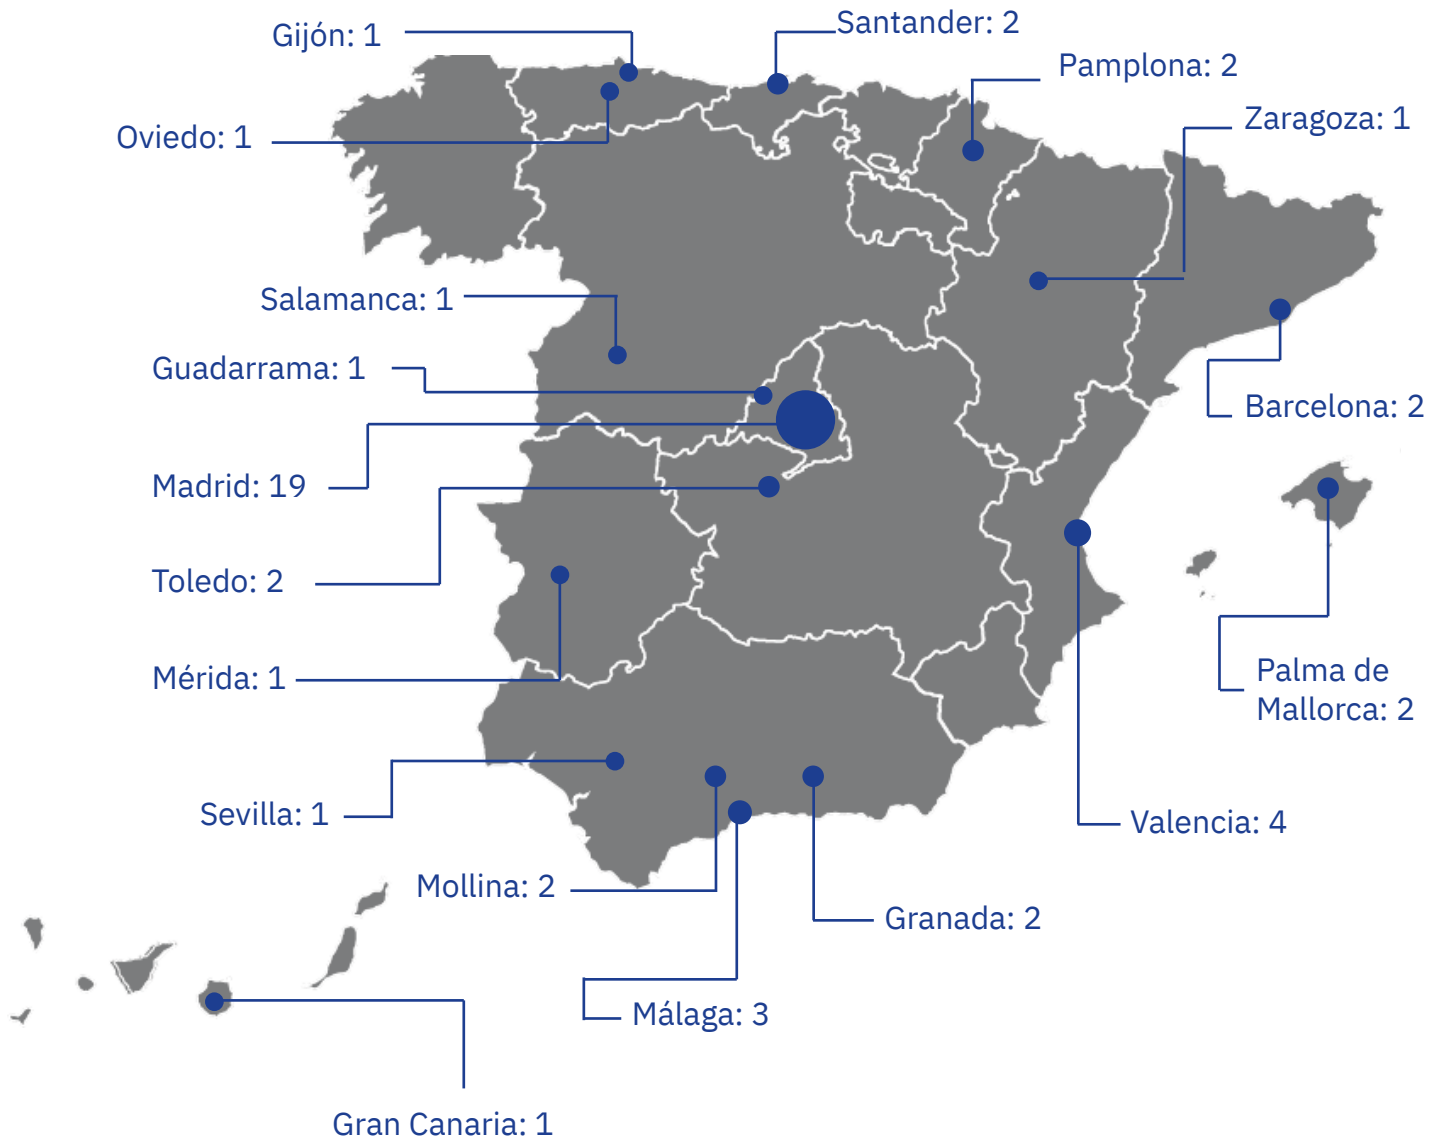 Gijón: 1
Santander: 2
Pamplona: 2
Zaragoza: 1
Oviedo: 1
Salamanca: 1
Guadarrama: 1
Barcelona: 2
Madrid: 19
Toledo: 2
Mérida: 1
Palma de
Mallorca: 2
Sevilla: 1
Valencia: 4
Mollina: 2
Granada: 2
Málaga: 3
Gran Canaria: 1